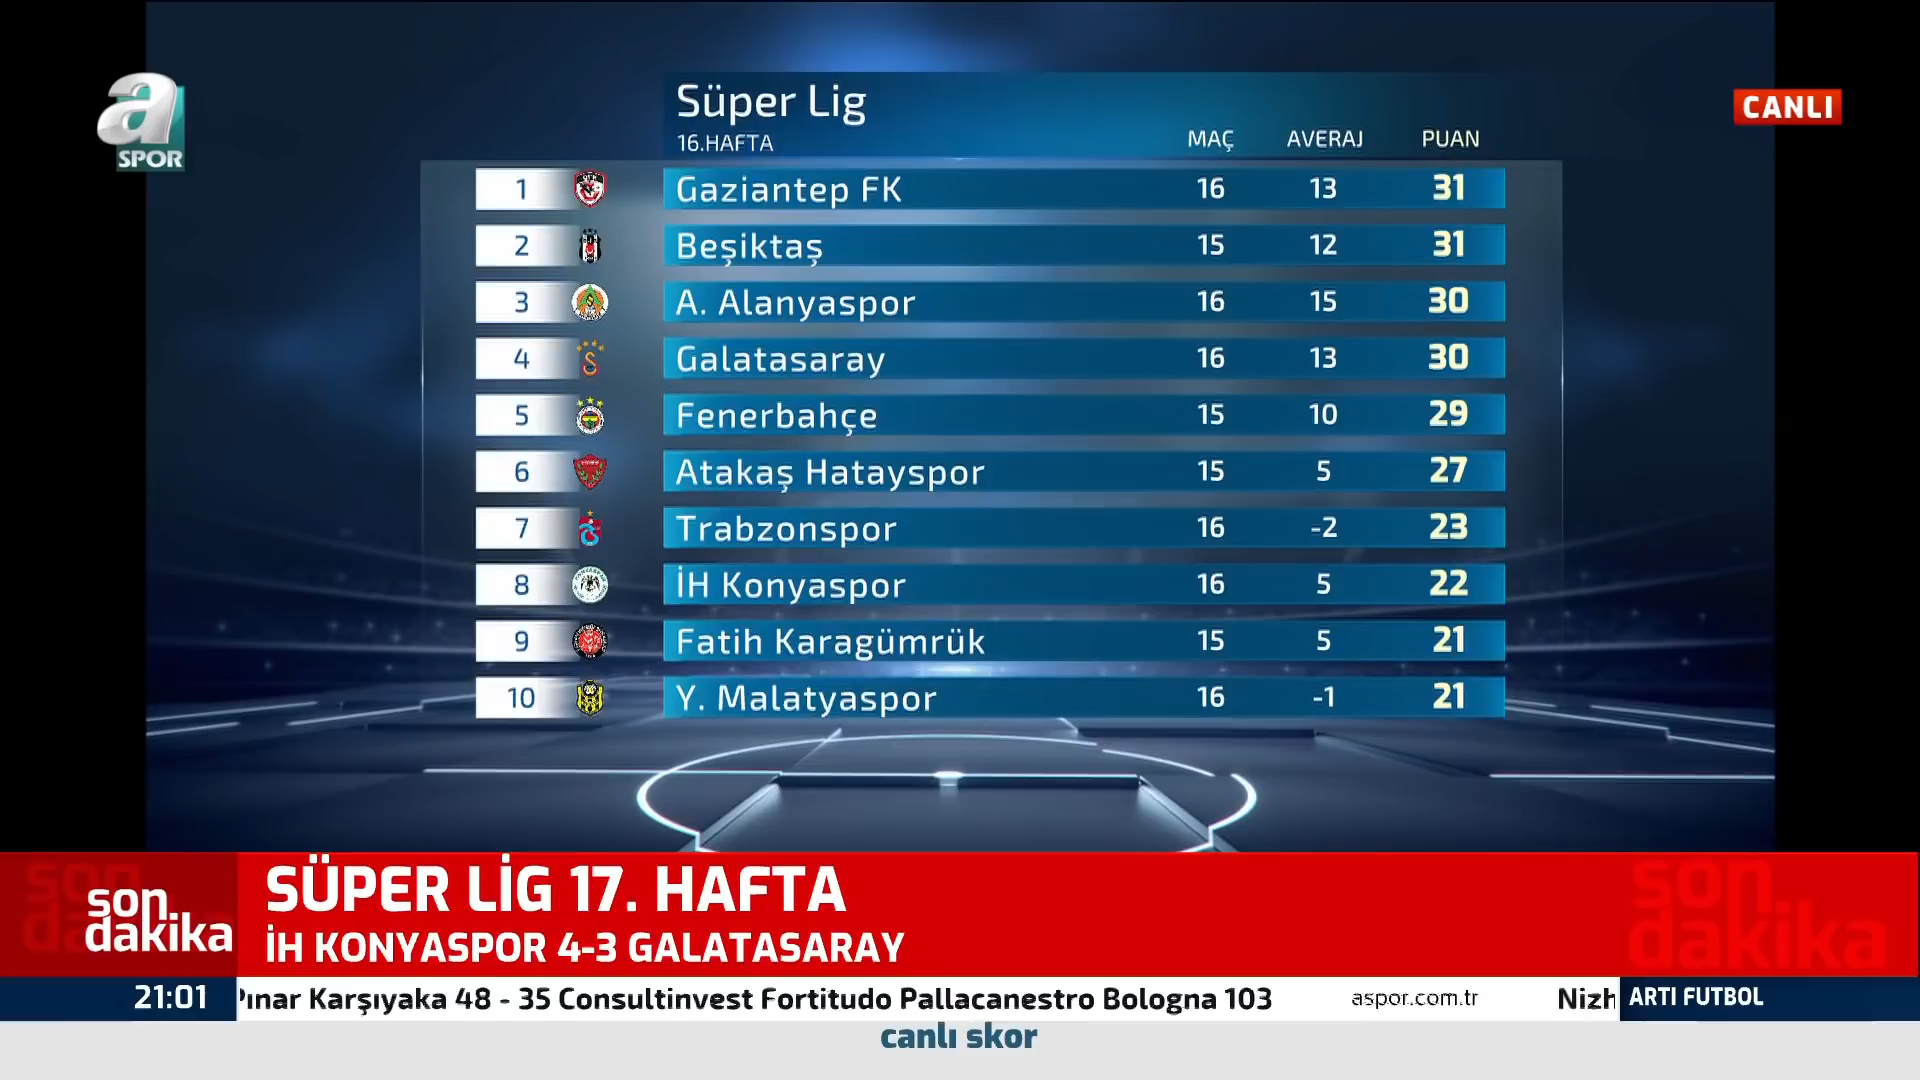 a
SPOR
CANLI
Süper Lig
16.HAFTA MAÇ AVERAJ PUAN
1 Gaziantep FK 16 13 31
2 Beşiktaş 15 12 31
3 A. Alanyaspor 16 15 30
4 Galatasaray 16 13 30
5 Fenerbahçe 15 10 29
6 Atakaş Hatayspor 15 5 27
7 Trabzonspor 16 -2 23
8 İH Konyaspor 16 5 22
9 Fatih Karagümrük 15 5 21
10 Y. Malatyaspor 16 -1 21
son dakika
SÜPER LİG 17. HAFTA
İH KONYASPOR 4-3 GALATASARAY
son dakika
21:01 Pınar Karşıyaka 48 - 35 Consultinvest Fortitudo Pallacanestro Bologna 103 aspor.com.tr Nizh ARTI FUTBOL
canlı skor